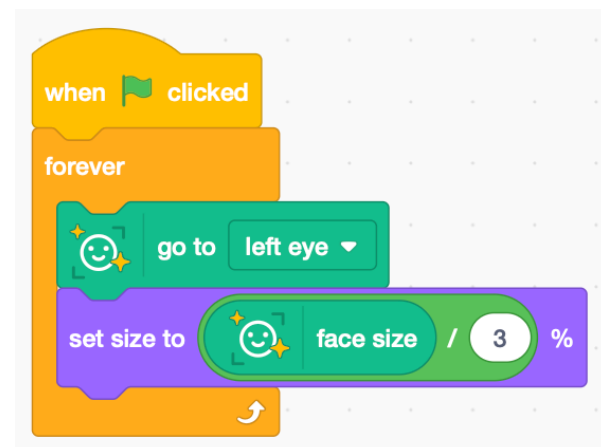 when clicked
forever
go to left eye
set size to face size / 3 %